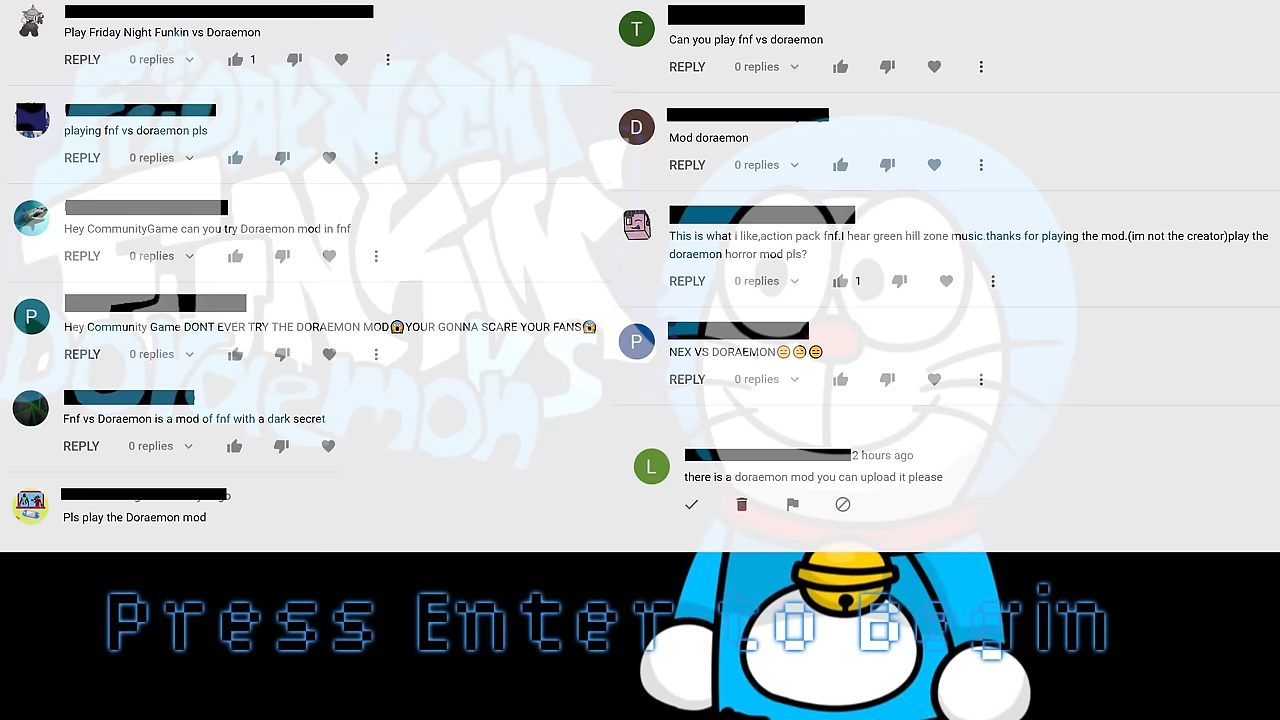 Play Friday Night Funkin vs Doraemon
REPLY 0 replies 1
playing fnf vs doraemon pls
REPLY 0 replies
Hey CommunityGame can you try Doraemon mod in fnf
REPLY 0 replies
P
Hey Community Game DONT EVER TRY THE DORAEMON MOD😱YOUR GONNA SCARE YOUR FANS😱
REPLY 0 replies
Fnf vs Doraemon is a mod of fnf with a dark secret
REPLY 0 replies
Pls play the Doraemon mod
T
Can you play fnf vs doraemon
REPLY 0 replies
D
Mod doraemon
REPLY 0 replies
This is what i like,action pack fnf.I hear green hill zone music.thanks for playing the mod.(im not the creator)play the
doraemon horror mod pls?
REPLY 0 replies 1
P
NEX VS DORAEMON😑😑😑
REPLY 0 replies
L
2 hours ago
there is a doraemon mod you can upload it please
Friday Night
Funkin'
VS
Doraemon
Press Enter to Begin